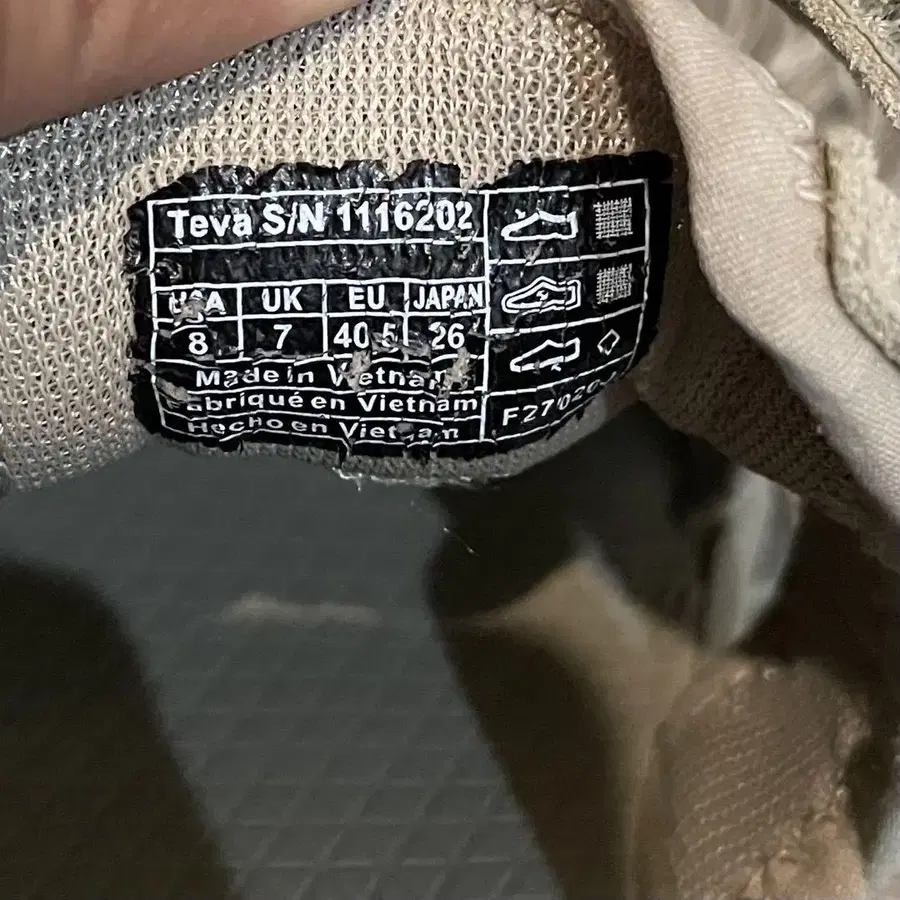 Teva S/N 1116202
USA UK EU JAPAN
8 7 40.5 26
Made in Vietnam
Fabriqué en Vietnam
Hecho en Vietnam